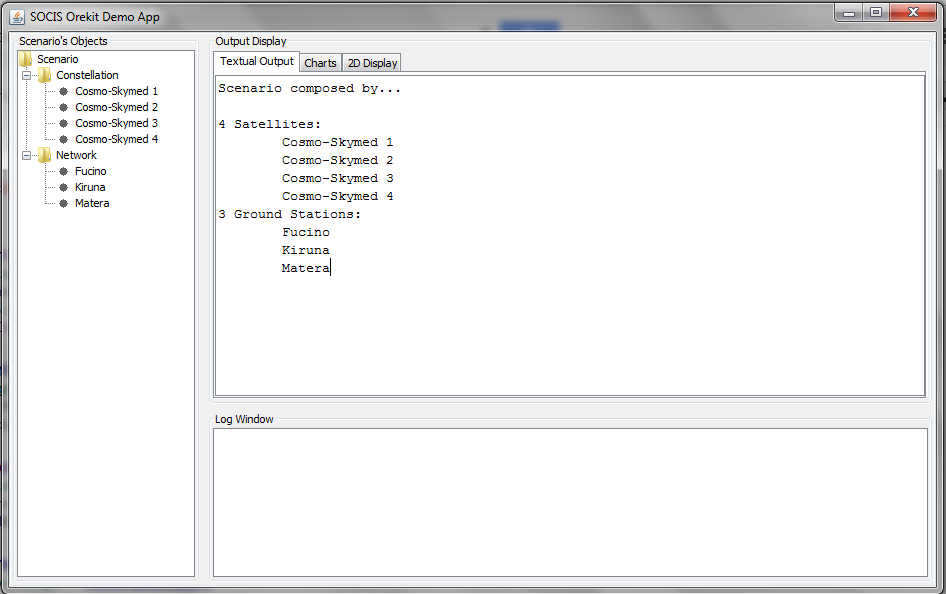 SOCIS Orekit Demo App
Scenario's Objects
Scenario
Constellation
Cosmo-Skymed 1
Cosmo-Skymed 2
Cosmo-Skymed 3
Cosmo-Skymed 4
Network
Fucino
Kiruna
Matera
Output Display
Textual Output Charts 2D Display
Scenario composed by...
4 Satellites:
Cosmo-Skymed 1
Cosmo-Skymed 2
Cosmo-Skymed 3
Cosmo-Skymed 4
3 Ground Stations:
Fucino
Kiruna
Matera
Log Window